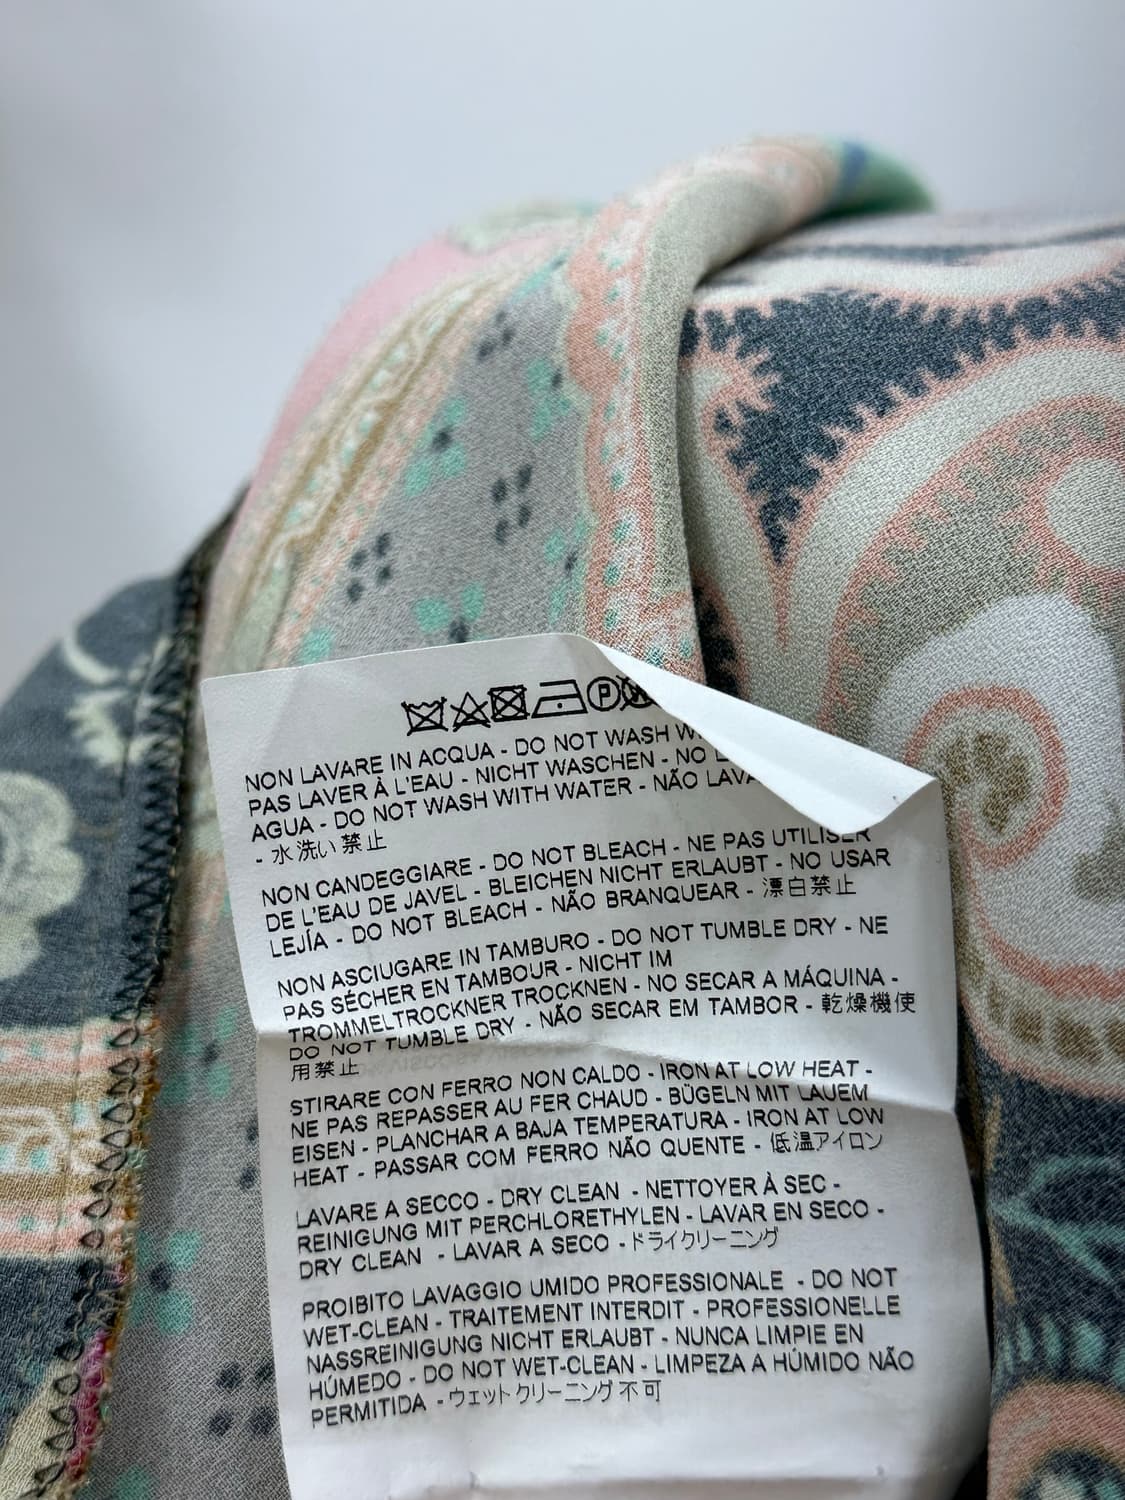 NON LAVARE IN ACQUA - DO NOT WASH
PAS LAVER À L'EAU - NICHT WASCHEN - NO
AGUA - DO NOT WASH WITH WATER - NÃO
- 水洗い禁止
NON CANDEGGIARE - DO NOT BLEACH - NE PAS UTILISER
DE L'EAU DE JAVEL - BLEICHEN NICHT ERLAUBT - NO USAR
LEJÍA - DO NOT BLEACH - NÃO BRANQUEAR - 漂白禁止
NON ASCIUGARE IN TAMBURO - DO NOT TUMBLE DRY - NE
PAS SÉCHER EN TAMBOUR - NICHT IM
TROMMELTROCKNER TROCKNEN - NO SECAR A MÁQUINA -
DO NOT TUMBLE DRY - NÃO SECAR EM TAMBOR - 乾燥機使
用禁止
STIRARE CON FERRO NON CALDO - IRON AT LOW HEAT -
NE PAS REPASSER AU FER CHAUD - BÜGELN MIT LAUEM
EISEN - PLANCHAR A BAJA TEMPERATURA - IRON AT LOW
HEAT - PASSAR COM FERRO NÃO QUENTE - 低温アイロン
LAVARE A SECCO - DRY CLEAN - NETTOYER À SEC -
REINIGUNG MIT PERCHLORETHYLEN - LAVAR EN SECO -
DRY CLEAN - LAVAR A SECO - ドライクリーニング
PROIBITO LAVAGGIO UMIDO PROFESSIONALE - DO NOT
WET-CLEAN - TRAITEMENT INTERDIT - PROFESSIONELLE
NASSREINIGUNG NICHT ERLAUBT - NUNCA LIMPIE EN
HÚMEDO - DO NOT WET-CLEAN - LIMPEZA A HÚMIDO NÃO
PERMITIDA - ウェットクリーニング不可